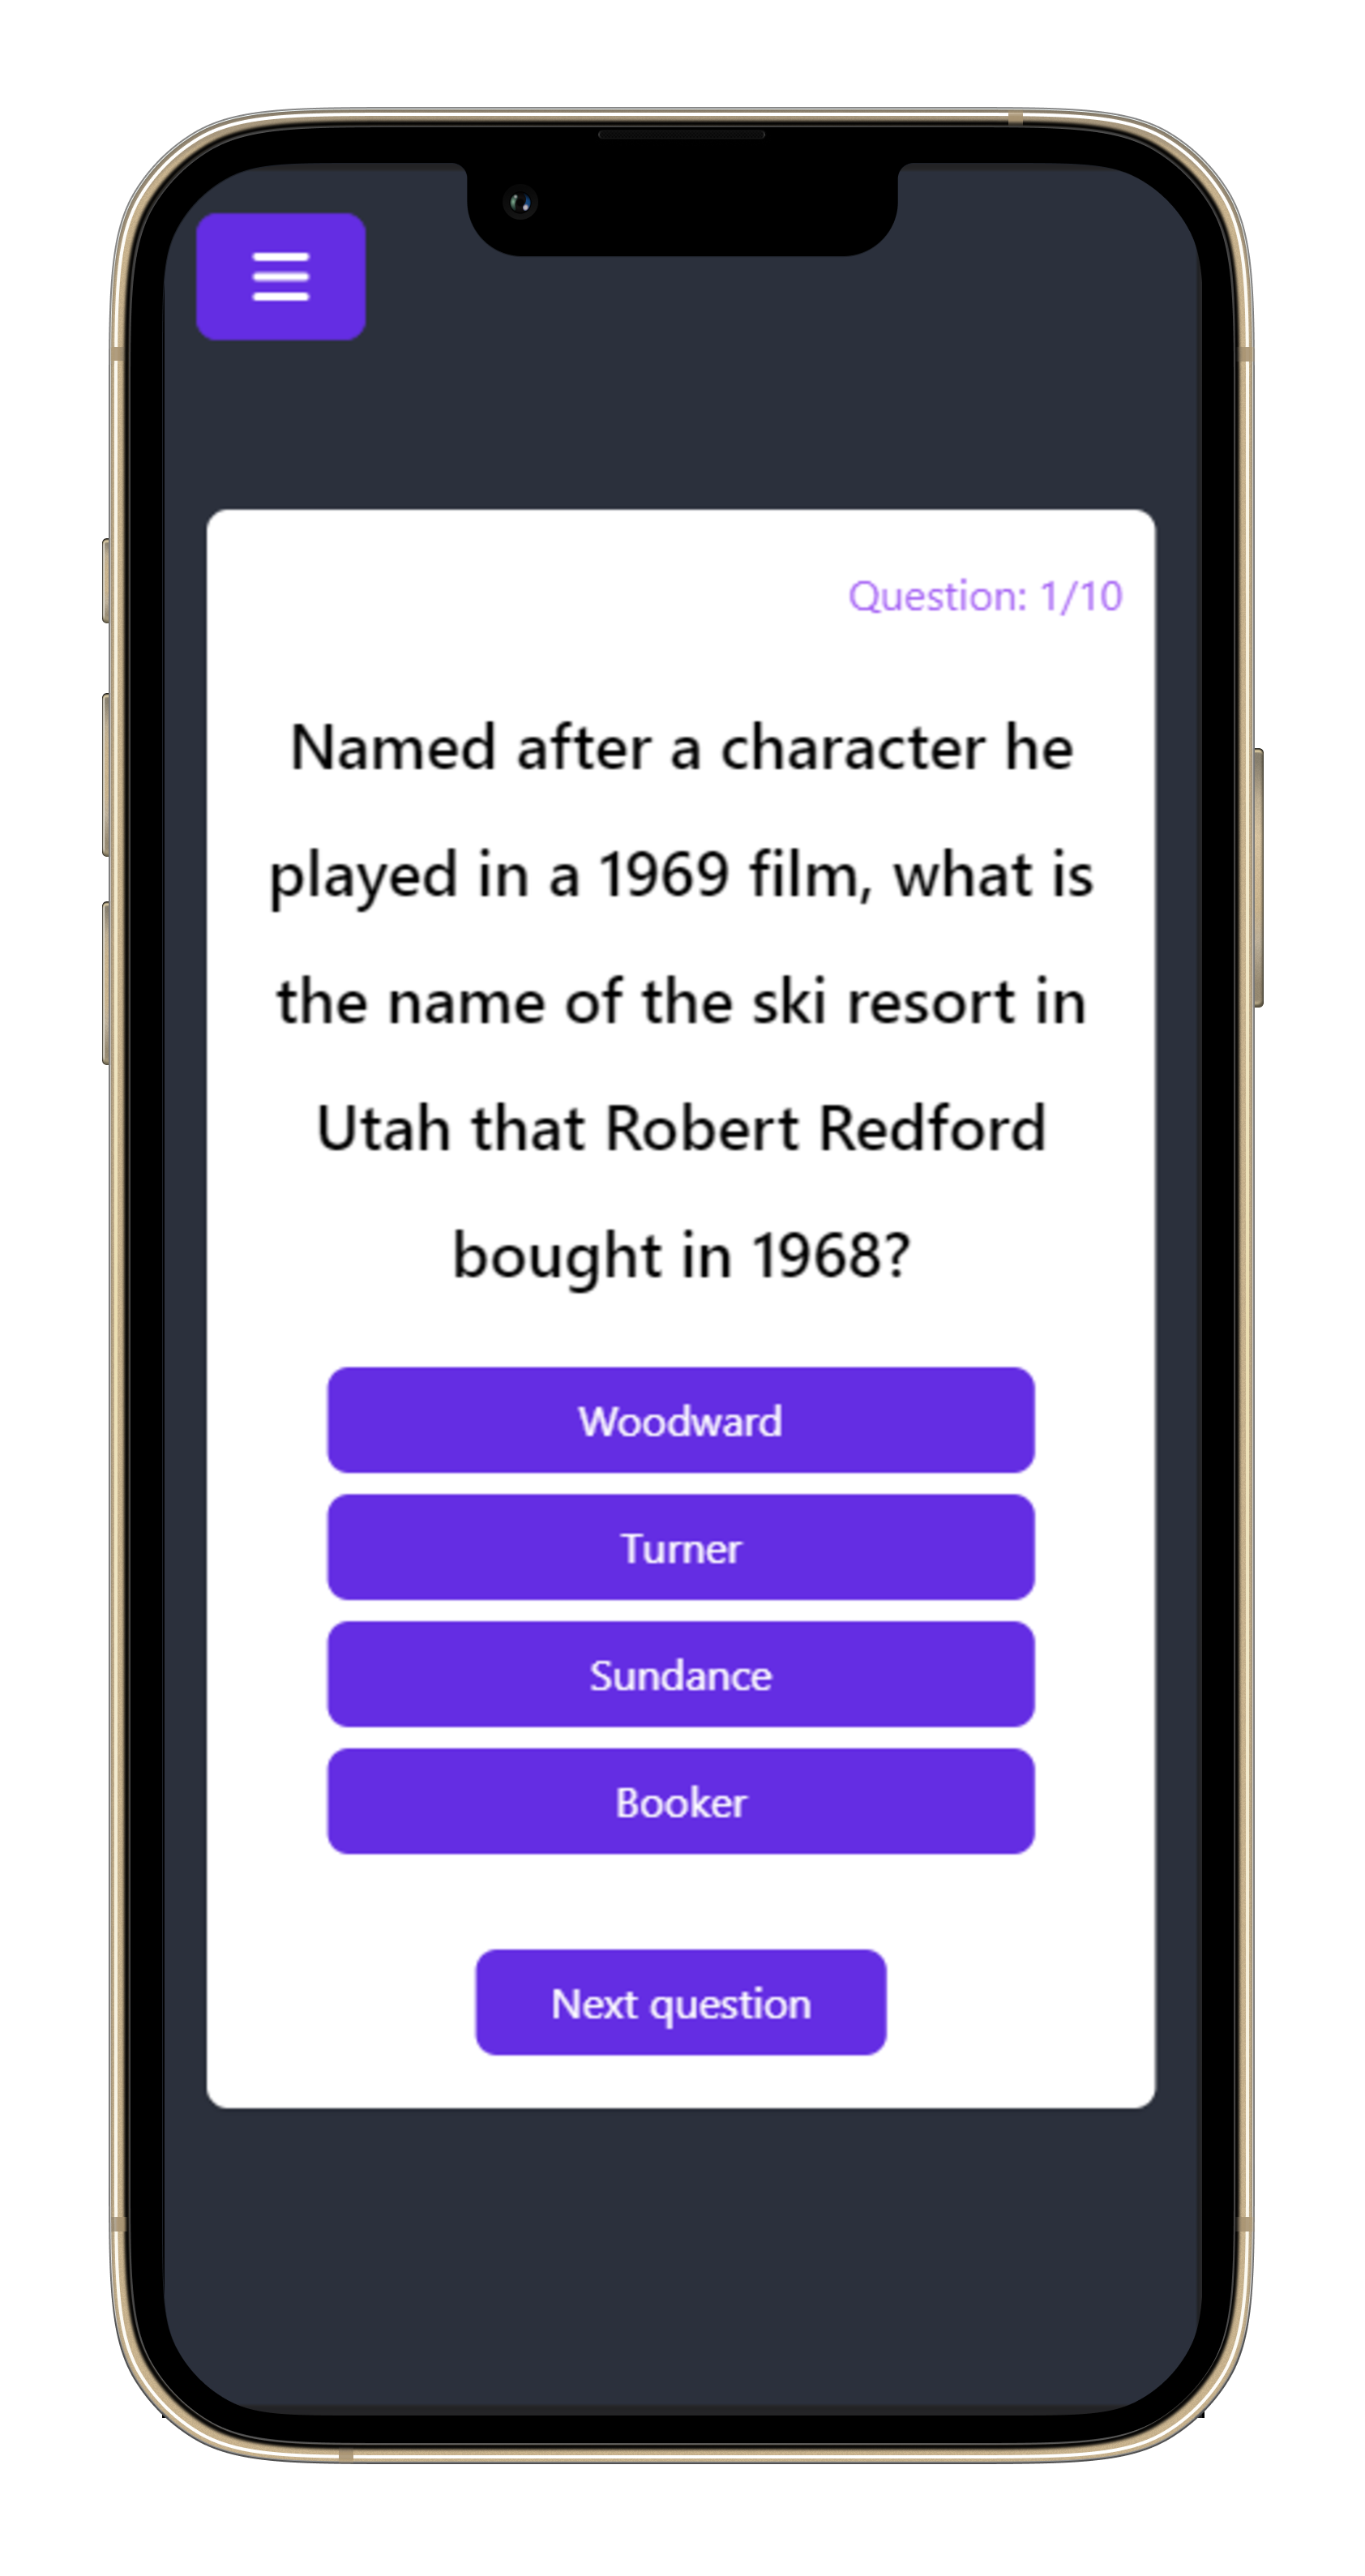 Question: 1/10
Named after a character he
played in a 1969 film, what is
the name of the ski resort in
Utah that Robert Redford
bought in 1968?
Woodward
Turner
Sundance
Booker
Next question